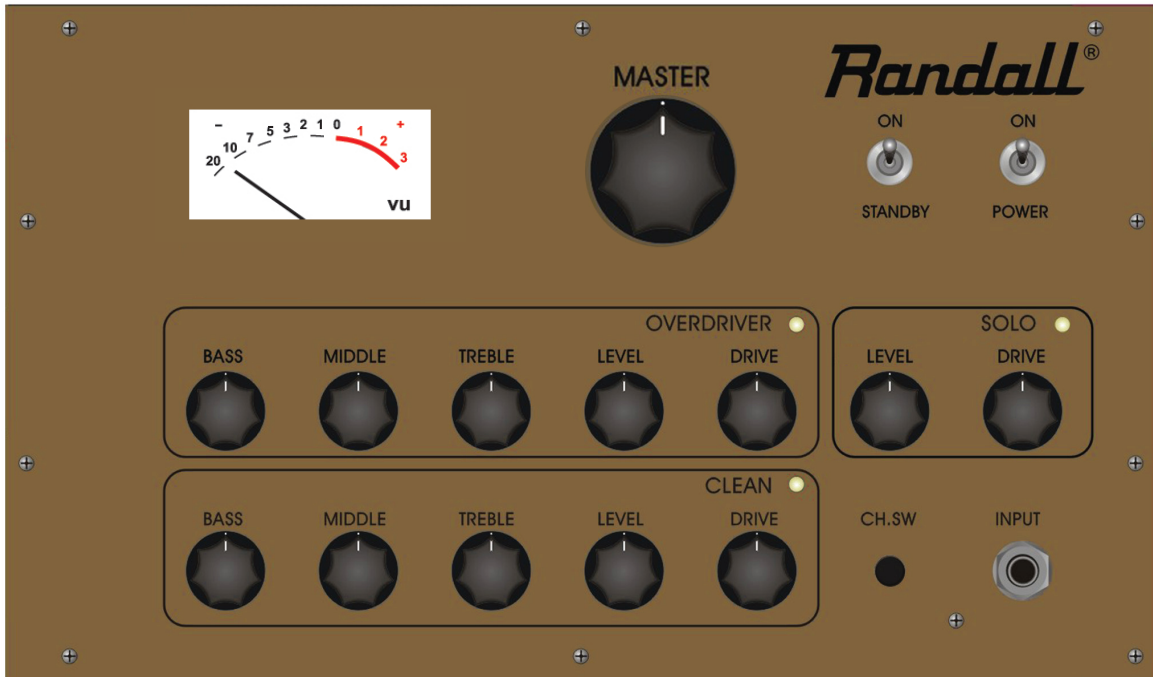 Randall®
MASTER
ON ON
STANDBY POWER
− 20 10 7 5 3 2 1 0 1 2 3 +
vu
OVERDRIVER
BASS MIDDLE TREBLE LEVEL DRIVE
SOLO
LEVEL DRIVE
CLEAN
BASS MIDDLE TREBLE LEVEL DRIVE
CH.SW INPUT